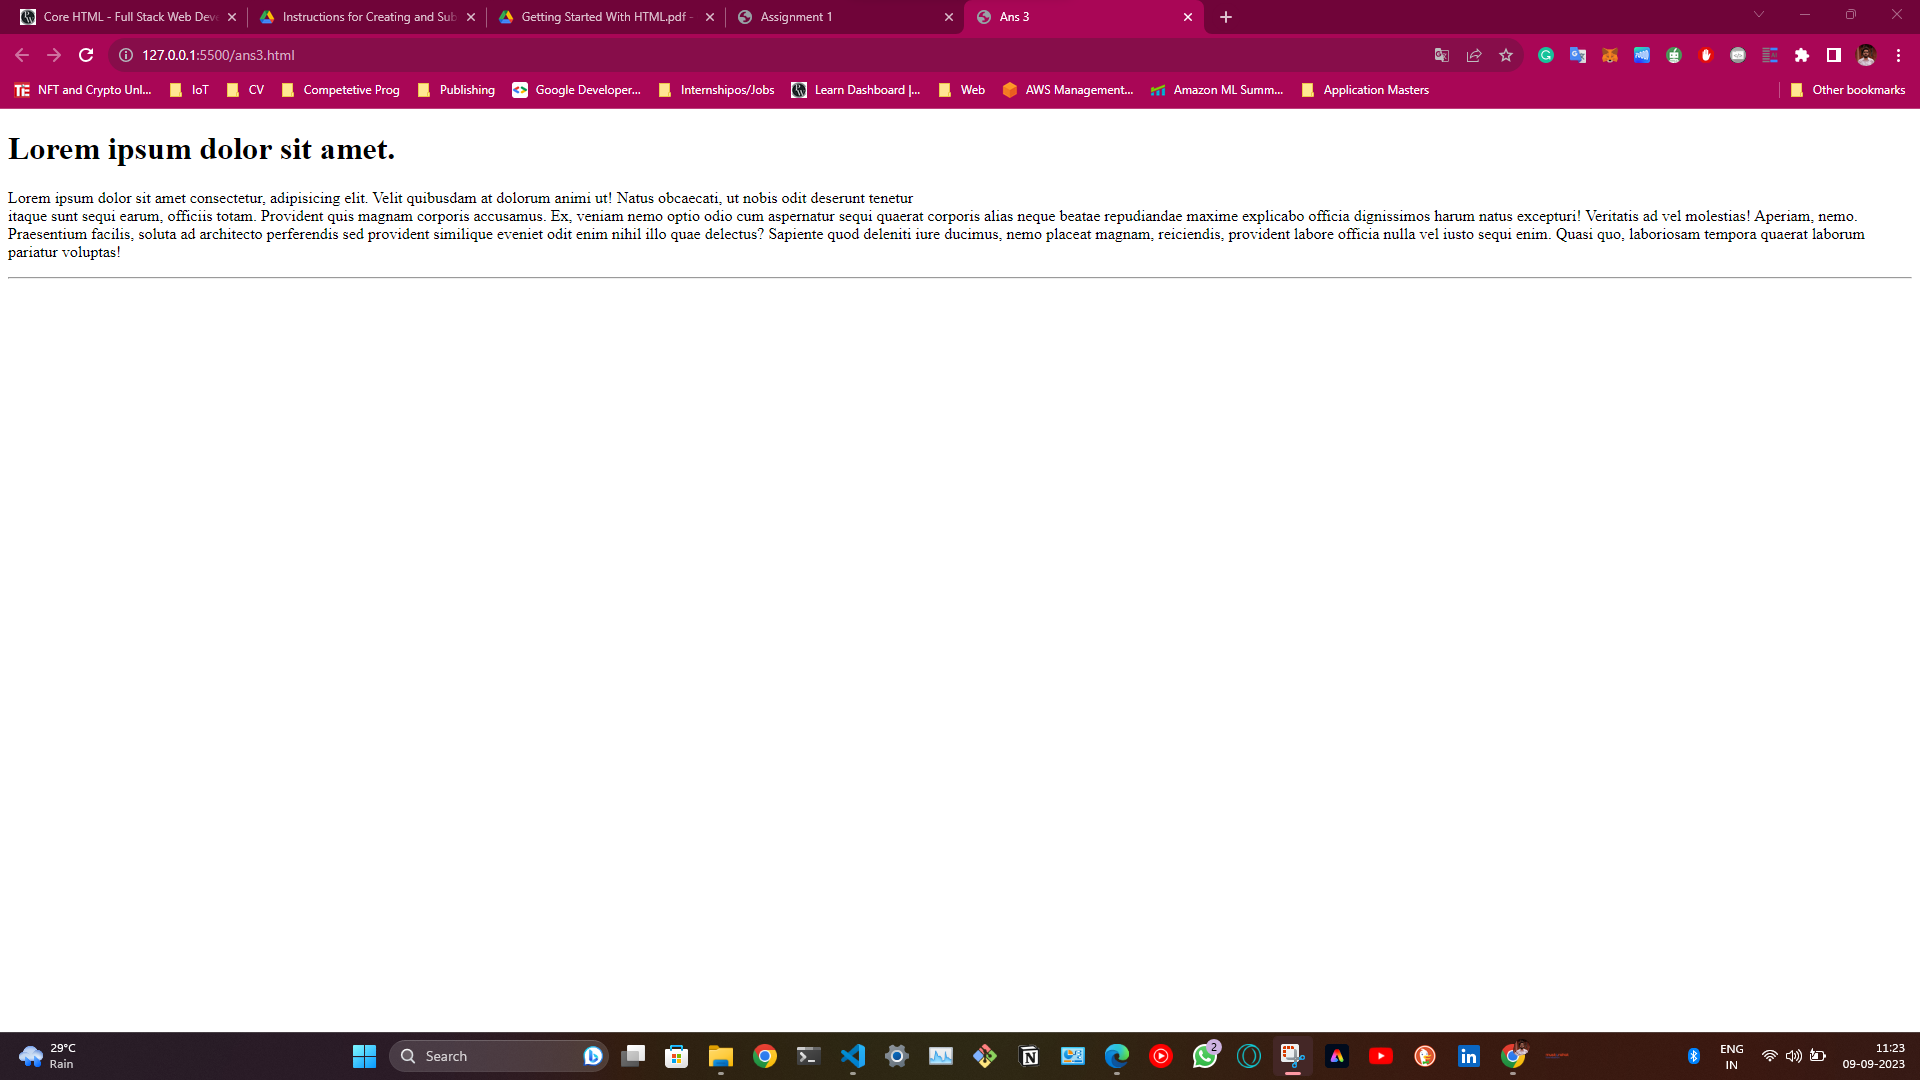 Core HTML - Full Stack Web Deve
Instructions for Creating and Sub
Getting Started With HTML.pdf -
Assignment 1
Ans 3
127.0.0.1:5500/ans3.html
NFT and Crypto Unl...
IoT
CV
Competetive Prog
Publishing
Google Developer...
Internshipos/Jobs
Learn Dashboard |...
Web
AWS Management...
Amazon ML Summ...
Application Masters
Other bookmarks
Lorem ipsum dolor sit amet.
Lorem ipsum dolor sit amet consectetur, adipisicing elit. Velit quibusdam at dolorum animi ut! Natus obcaecati, ut nobis odit deserunt tenetur
itaque sunt sequi earum, officiis totam. Provident quis magnam corporis accusamus. Ex, veniam nemo optio odio cum aspernatur sequi quaerat corporis alias neque beatae repudiandae maxime explicabo officia dignissimos harum natus excepturi! Veritatis ad vel molestias! Aperiam, nemo.
Praesentium facilis, soluta ad architecto perferendis sed provident similique eveniet odit enim nihil illo quae delectus? Sapiente quod deleniti iure ducimus, nemo placeat magnam, reiciendis, provident labore officia nulla vel iusto sequi enim. Quasi quo, laboriosam tempora quaerat laborum
pariatur voluptas!
29°C
Rain
Search
2
ENG
IN
11:23
09-09-2023